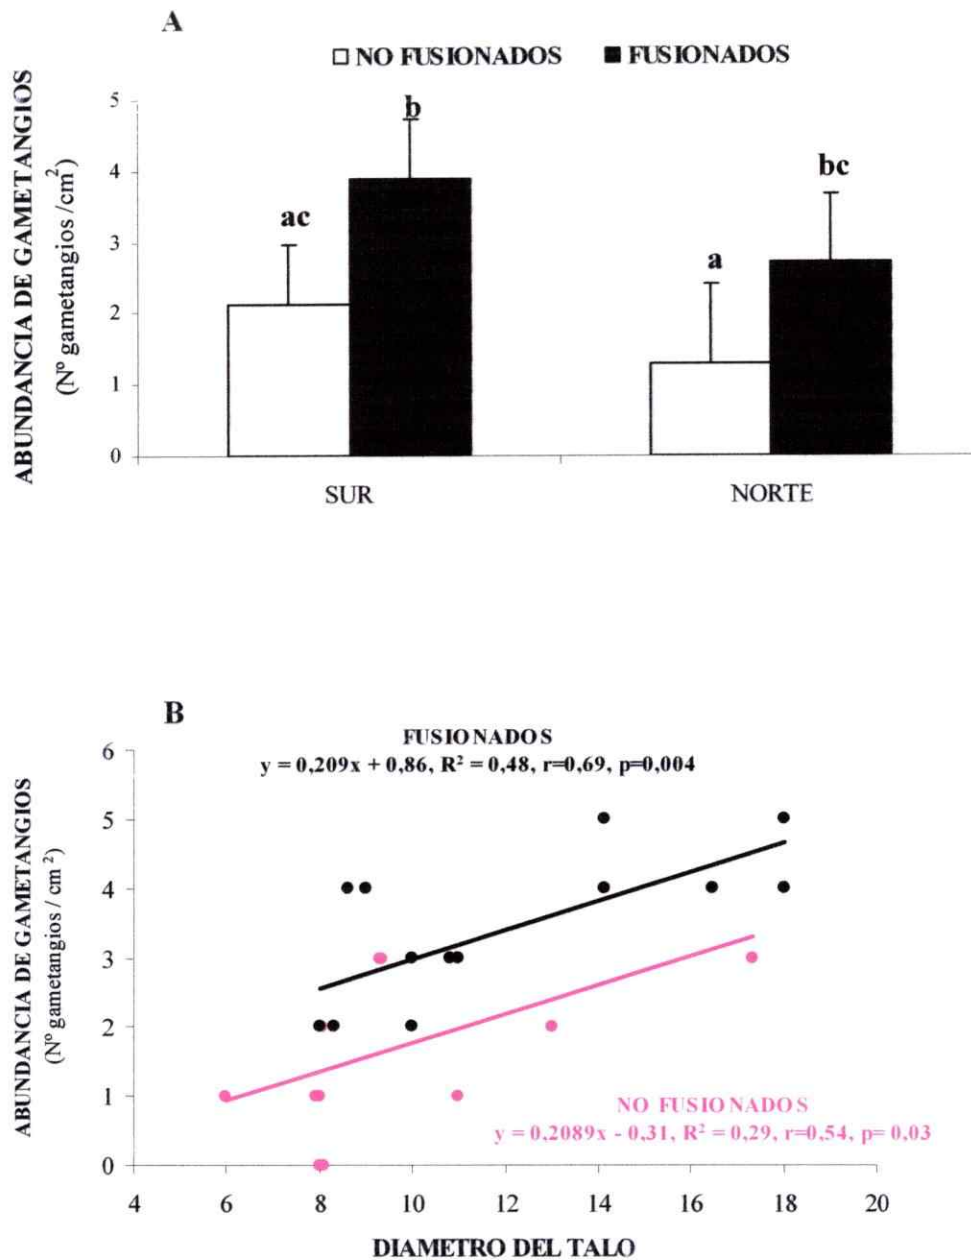 A
NO FUSIONADOS FUSIONADOS
ABUNDANCIA DE GAMETANGIOS
(Nº gametangios /cm²)
5
4
3
2
1
0
ac
b
a
bc
SUR NORTE
B
FUSIONADOS
y = 0,209x + 0,86, R² = 0,48, r=0,69, p=0,004
ABUNDANCIA DE GAMETANGIOS
(Nº gametangios / cm ²)
6
5
4
3
2
1
0
NO FUSIONADOS
y = 0,2089x - 0,31, R² = 0,29, r=0,54, p= 0,03
4 6 8 10 12 14 16 18 20
DIAMETRO DEL TALO